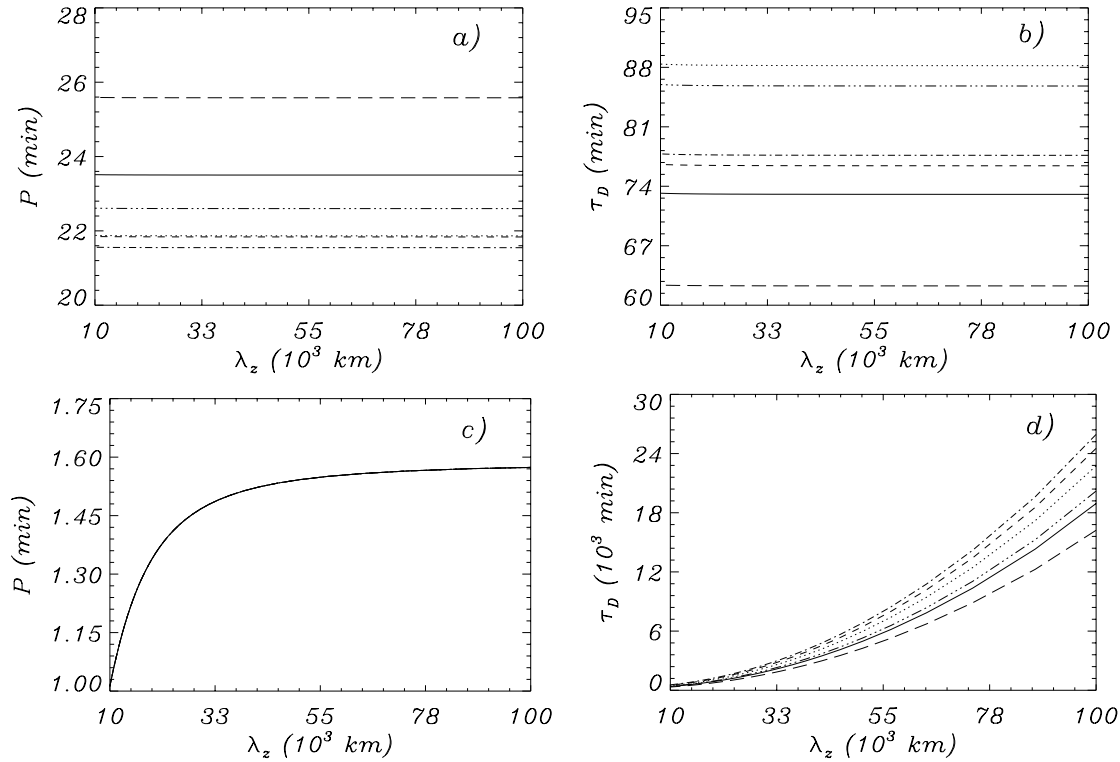 a)
28
26
24
22
20
P (min)
10 33 55 78 100
λz (10³ km)
b)
95
88
81
74
67
60
τD (min)
10 33 55 78 100
λz (10³ km)
c)
1.75
1.60
1.45
1.30
1.15
1.00
P (min)
10 33 55 78 100
λz (10³ km)
d)
30
24
18
12
6
0
τD (10³ min)
10 33 55 78 100
λz (10³ km)